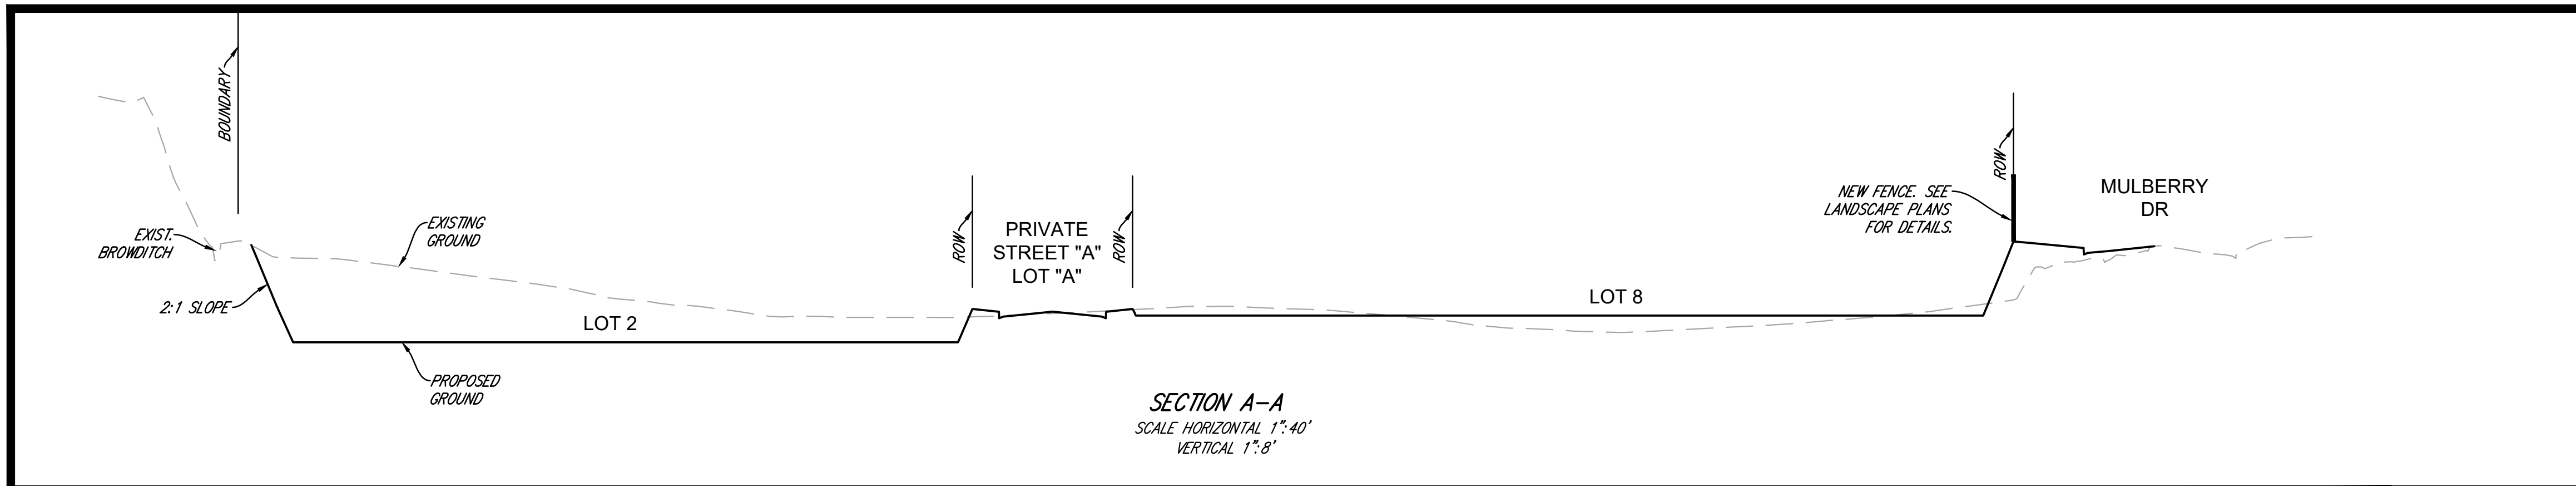 BOUNDARY
EXIST.
BROWDITCH
2:1 SLOPE
EXISTING
GROUND
LOT 2
PROPOSED
GROUND
ROW
PRIVATE
STREET "A"
LOT "A"
ROW
LOT 8
NEW FENCE. SEE
LANDSCAPE PLANS
FOR DETAILS.
ROW
MULBERRY
DR
SECTION A-A
SCALE HORIZONTAL 1":40'
VERTICAL 1":8'